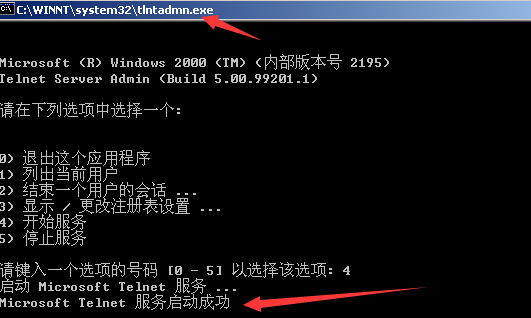 C:\WINNT\system32\tlntadmn.exe
Microsoft (R) Windows 2000 (TM) (内部版本号 2195)
Telnet Server Admin (Build 5.00.99201.1)
请在下列选项中选择一个:
0) 退出这个应用程序
1) 列出当前用户
2) 结束一个用户的会话 ...
3) 显示 / 更改注册表设置 ...
4) 开始服务
5) 停止服务
请键入一个选项的号码 [0 - 5] 以选择该选项: 4
启动 Microsoft Telnet 服务 ...
Microsoft Telnet 服务启动成功